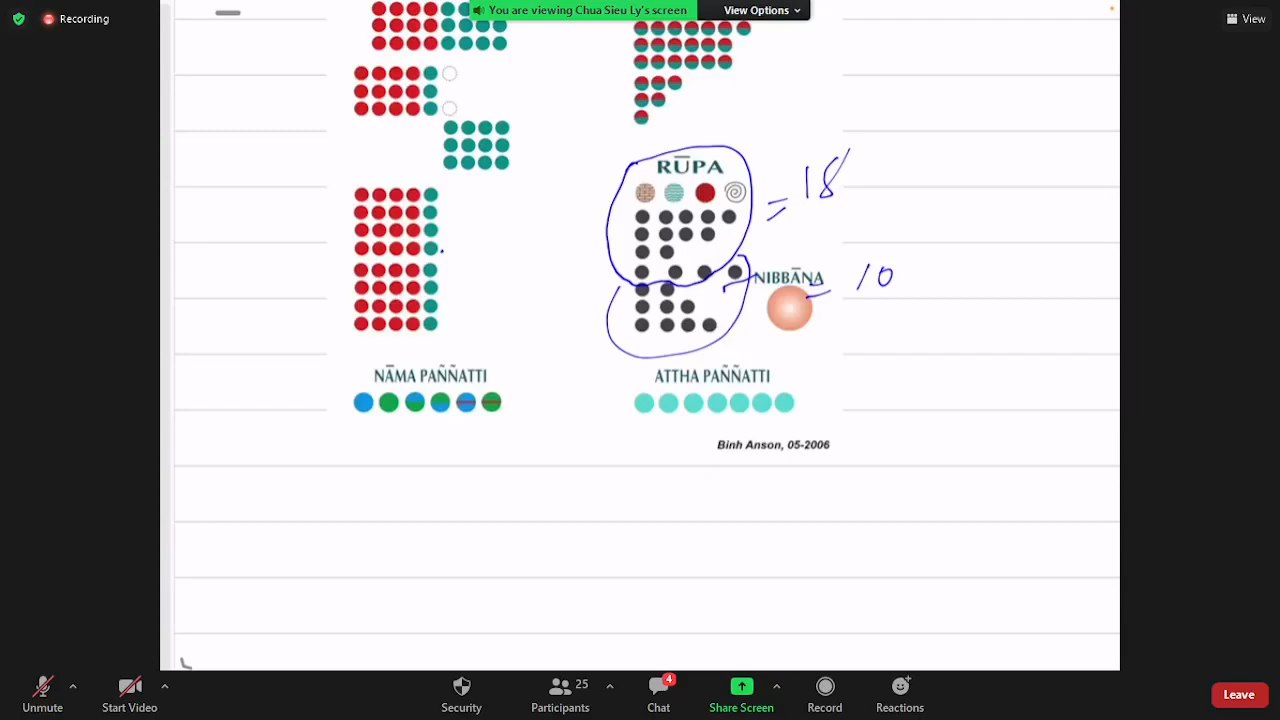 Recording
You are viewing Chua Sieu Ly's screen
View Options
View
RŪPA
= 18
NIBBĀNA
= 10
NĀMA PAÑÑATTI
ATTHA PAÑÑATTI
Binh Anson, 05-2006
Unmute
Start Video
Security
25
Participants
4
Chat
Share Screen
Record
Reactions
Leave